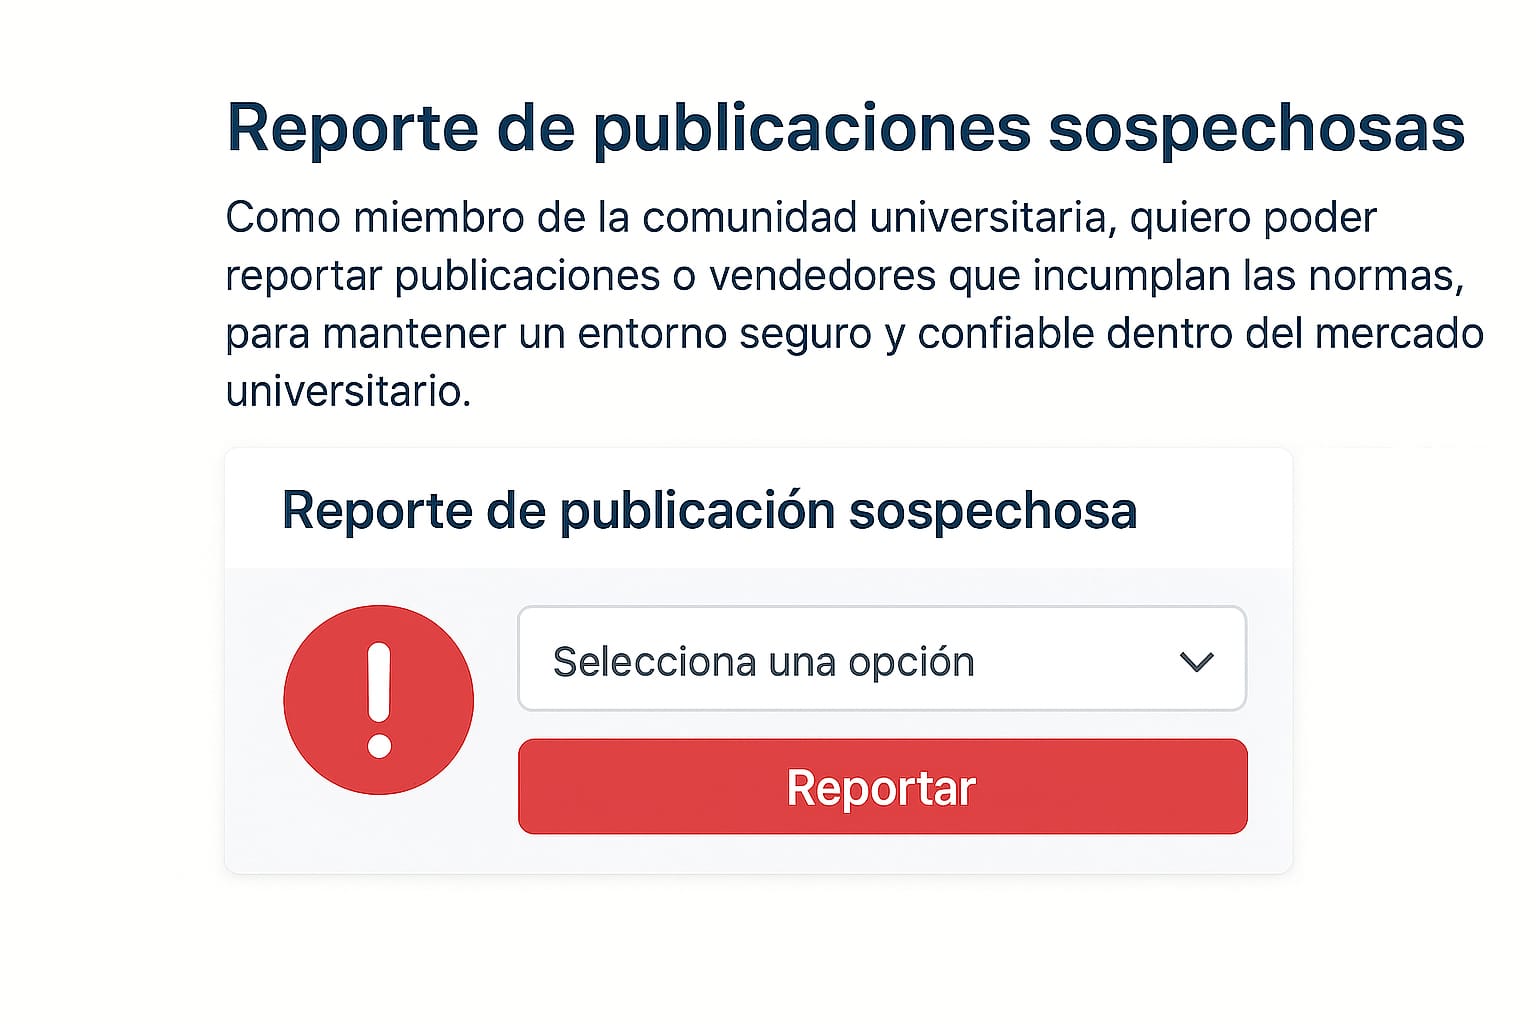 Reporte de publicaciones sospechosas
Como miembro de la comunidad universitaria, quiero poder
reportar publicaciones o vendedores que incumplan las normas,
para mantener un entorno seguro y confiable dentro del mercado
universitario.
Reporte de publicación sospechosa
Selecciona una opción
Reportar